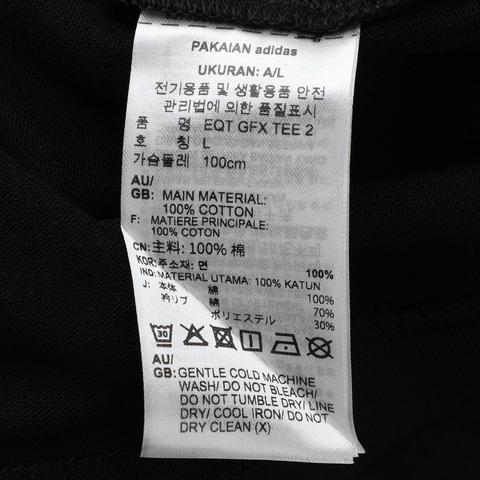 PAKAIAN adidas
UKURAN: A/L
전기용품 및 생활용품 안전
관리법에 의한 품질표시
품 명 EQT GFX TEE 2
호 칭 L
가슴둘레 100cm
AU/
GB: MAIN MATERIAL:
100% COTTON
F: MATIERE PRINCIPALE:
100% COTON
CN: 主料: 100% 棉
KOR: 주소재: 면 100%
IND: MATERIAL UTAMA: 100% KATUN
J: 本体 綿 100%
衿リブ 綿 70%
ポリエステル 30%
30
AU/
GB: GENTLE COLD MACHINE
WASH/ DO NOT BLEACH/
DO NOT TUMBLE DRY/ LINE
DRY/ COOL IRON/ DO NOT
DRY CLEAN (X)